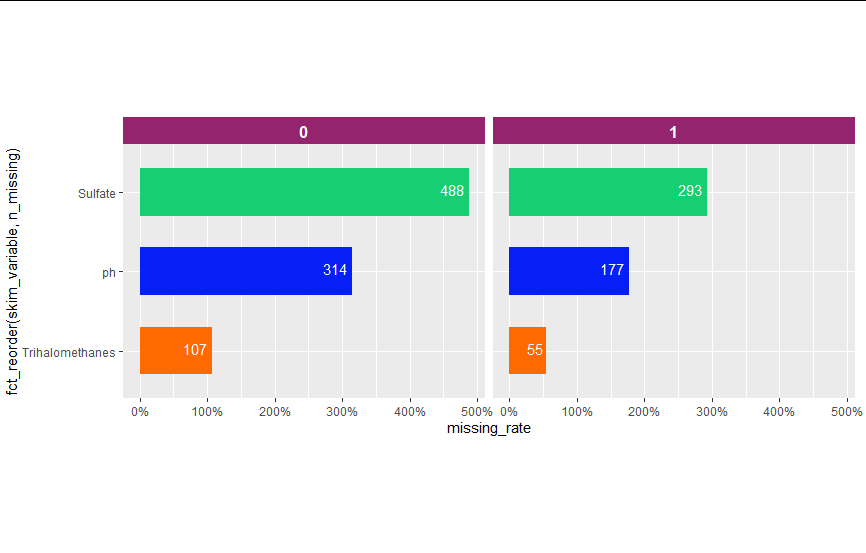 0 1
Sulfate 488 293
ph 314 177
Trihalomethanes 107 55
0% 100% 200% 300% 400% 500% 0% 100% 200% 300% 400% 500%
missing_rate
fct_reorder(skim_variable, n_missing)